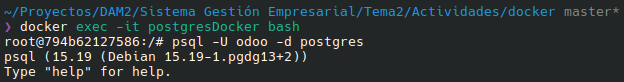 ~/Proyectos/DAM2/Sistema Gestión Empresarial/Tema2/Actividades/docker master*
❯ docker exec -it postgresDocker bash
root@794b62127586:/# psql -U odoo -d postgres
psql (15.19 (Debian 15.19-1.pgdg13+2))
Type "help" for help.